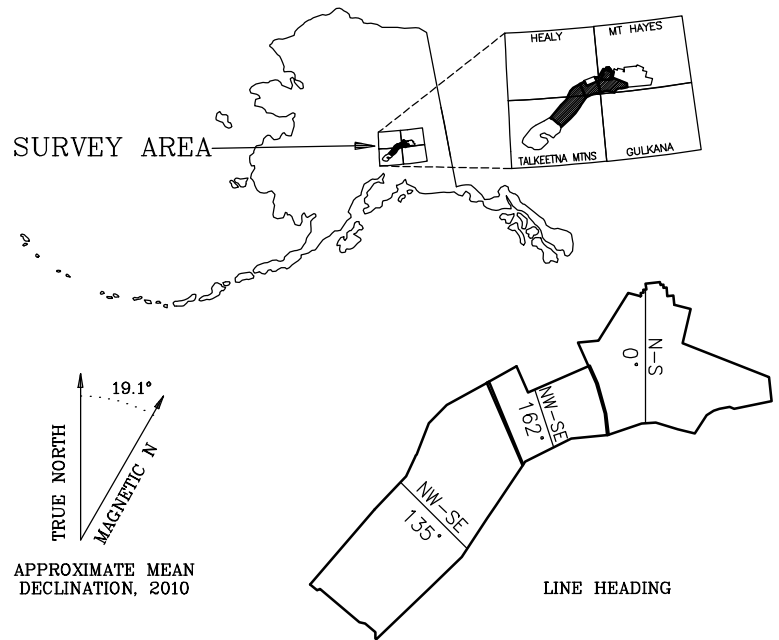 HEALY
MT HAYES
TALKEETNA MTNS
GULKANA
SURVEY AREA
19.1°
TRUE NORTH
MAGNETIC N
APPROXIMATE MEAN
DECLINATION, 2010
N-S
0°
NW-SE
162°
NW-SE
135°
LINE HEADING